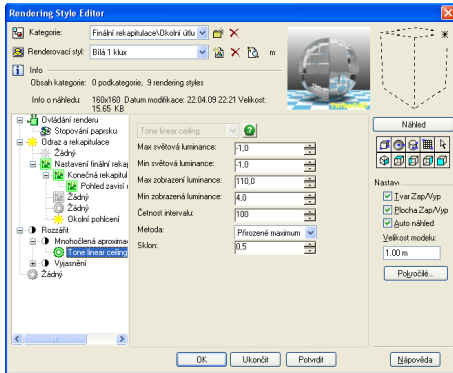 Rendering Style Editor
Kategorie: Finální rekapitulace\Okolní útlu
Renderovací styl: Bílá 1 klux m
Info
Obsah kategorie: 0 podkategorie, 9 rendering styles
Info o náhledu: 160x160 Datum modifikace: 22.04.09 22:21 Velikost: 15.65 KB
Ovládání renderu
Stopování paprsku
Odraz a rekapitulace
Žádný
Nastavení finální rekap
Konečná rekapitul
Pohled závisí n
Žádný
Žádný
Okolní pohlcení
Rozzářit
Mnohočlená aproxima
Tone linear ceiling
Vyjasnění
Žádný
Tone linear ceiling
Max světová luminance: -1,0
Min světová luminance: -1,0
Max zobrazení luminance: 110,0
Min zobrazená luminance: 4,0
Četnost intervalu: 100
Metoda: Přirozené maximum
Sklon: 0,5
Náhled
Nastav
Tvar Zap/Vyp
Plocha Zap/Vyp
Auto náhled
Velikost modelu:
1.00 m
Pokročilé...
OK
Ukončit
Potvrdit
Nápověda